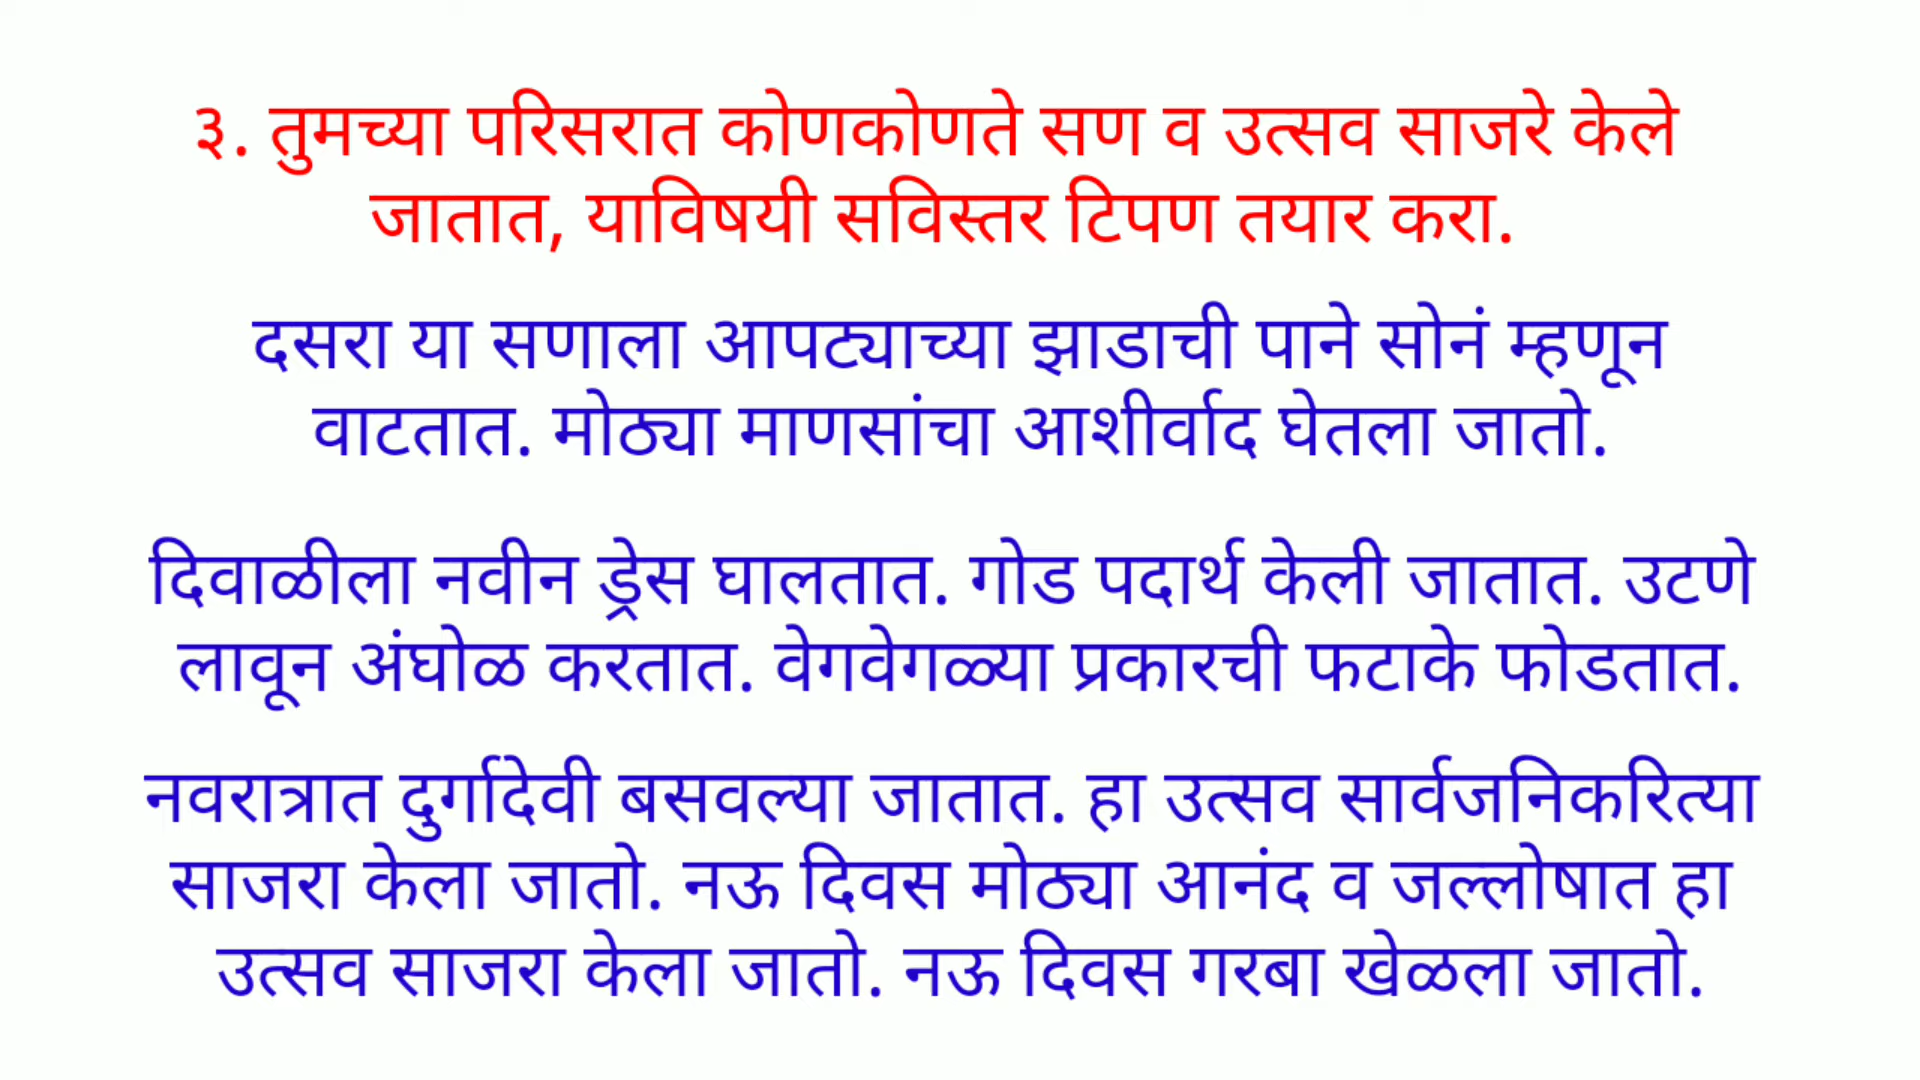 ३. तुमच्या परिसरात कोणकोणते सण व उत्सव साजरे केले
जातात, याविषयी सविस्तर टिपण तयार करा.
दसरा या सणाला आपट्याच्या झाडाची पाने सोनं म्हणून
वाटतात. मोठ्या माणसांचा आशीर्वाद घेतला जातो.
दिवाळीला नवीन ड्रेस घालतात. गोड पदार्थ केली जातात. उटणे
लावून अंघोळ करतात. वेगवेगळ्या प्रकारची फटाके फोडतात.
नवरात्रात दुर्गादेवी बसवल्या जातात. हा उत्सव सार्वजनिकरित्या
साजरा केला जातो. नऊ दिवस मोठ्या आनंद व जल्लोषात हा
उत्सव साजरा केला जातो. नऊ दिवस गरबा खेळला जातो.